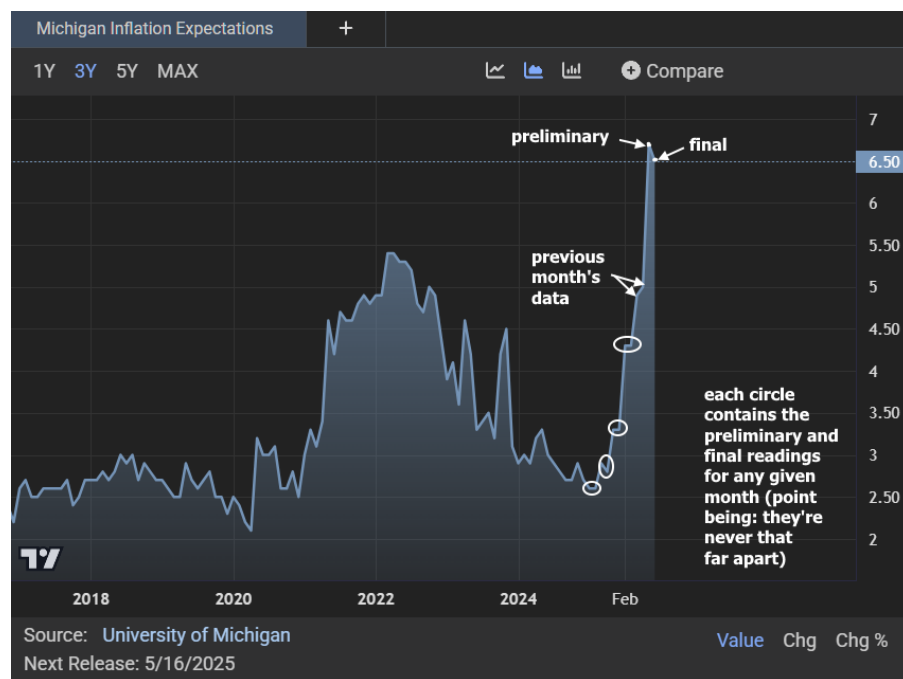 Michigan Inflation Expectations +
1Y 3Y 5Y MAX Compare
7
preliminary
final
6.50
6
5.50
previous
month's
data
5
4.50
4
each circle
contains the
preliminary and
final readings
for any given
month (point
being: they're
never that
far apart)
3.50
3
2.50
2
2018 2020 2022 2024 Feb
Source: University of Michigan
Value Chg Chg %
Next Release: 5/16/2025